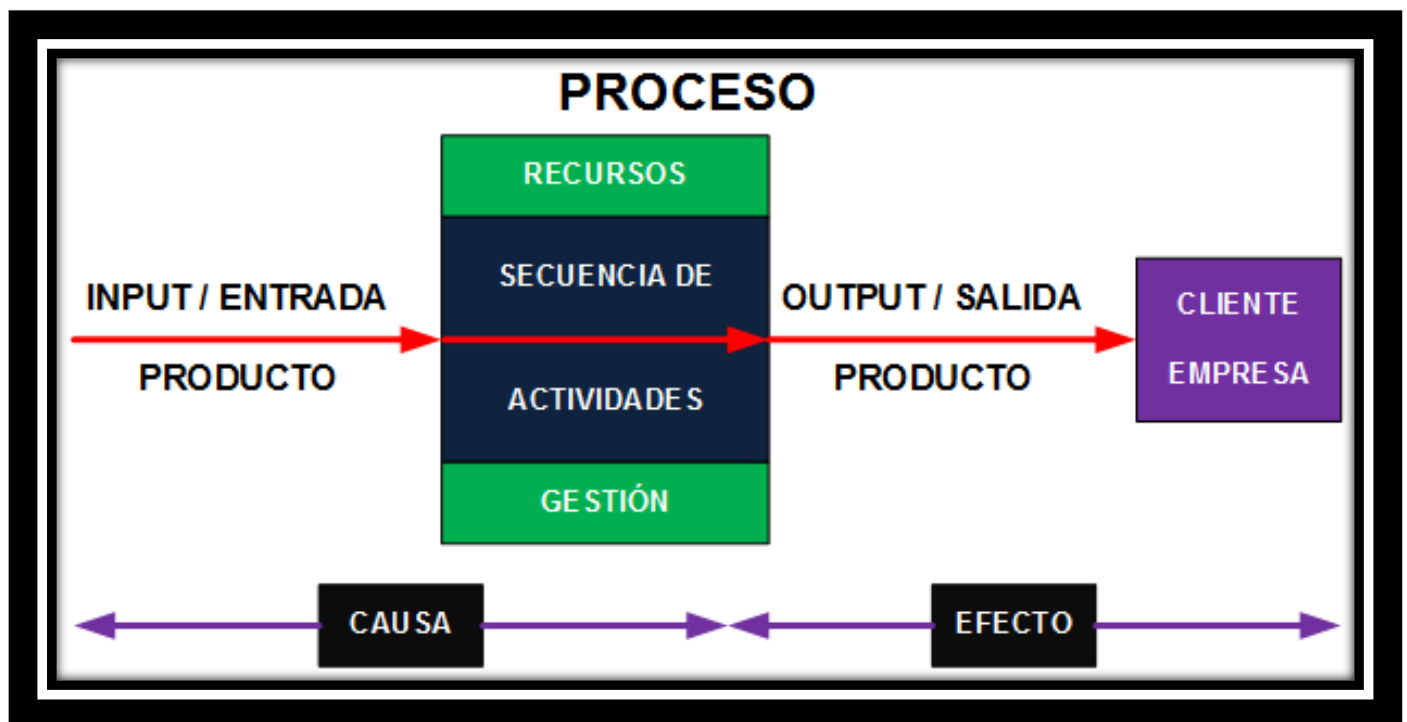 PROCESO
RECURSOS
INPUT / ENTRADA
PRODUCTO
SECUENCIA DE
ACTIVIDADES
GESTIÓN
OUTPUT / SALIDA
PRODUCTO
CLIENTE
EMPRESA
CAUSA
EFECTO